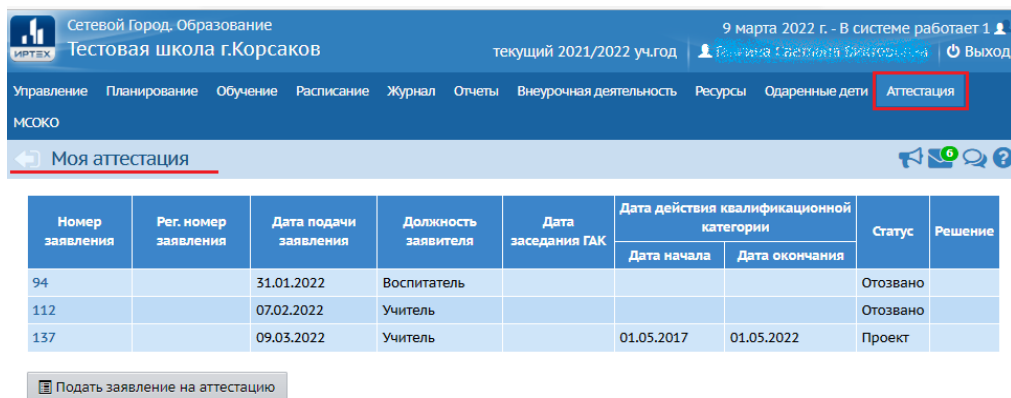 Сетевой Город. Образование
9 марта 2022 г. - В системе работает 1
ИРТЕХ
Тестовая школа г.Корсаков
текущий 2021/2022 уч.год
Выход
Управление Планирование Обучение Расписание Журнал Отчеты Внеурочная деятельность Ресурсы Одаренные дети Аттестация
МСОКО
Моя аттестация
6
?
Номер заявления
Рег. номер заявления
Дата подачи заявления
Должность заявителя
Дата заседания ГАК
Дата действия квалификационной категории
Дата начала
Дата окончания
Статус
Решение
94 31.01.2022 Воспитатель Отозвано
112 07.02.2022 Учитель Отозвано
137 09.03.2022 Учитель 01.05.2017 01.05.2022 Проект
Подать заявление на аттестацию